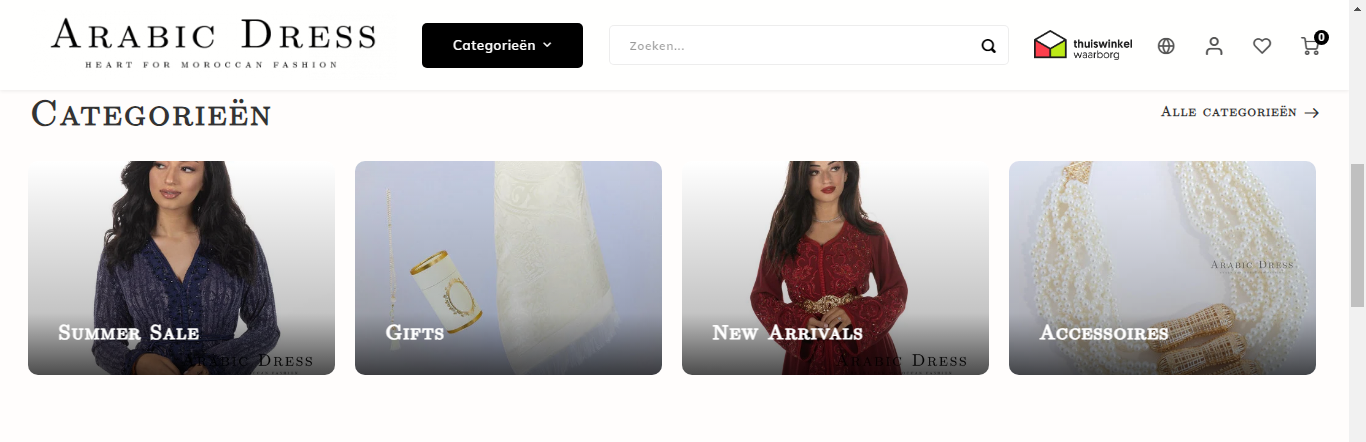 Arabic Dress
Heart for Moroccan Fashion
Categorieën
Zoeken...
thuiswinkel
waarborg
0
Categorieën
Alle categorieën →
Summer Sale
Arabic Dress
Gifts
New Arrivals
Arabic Dress
Arabic Dress
Accessoires